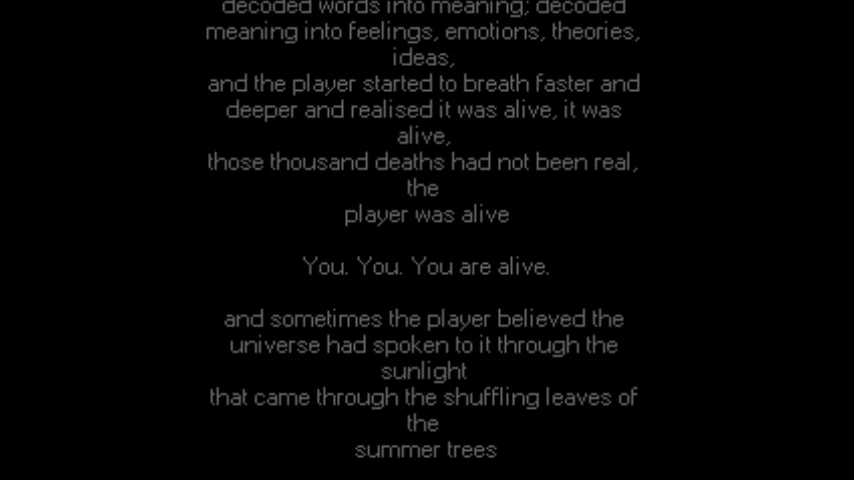 decoded words into meaning; decoded
meaning into feelings, emotions, theories,
ideas,
and the player started to breath faster and
deeper and realised it was alive, it was
alive,
those thousand deaths had not been real,
the
player was alive
You. You. You are alive.
and sometimes the player believed the
universe had spoken to it through the
sunlight
that came through the shuffling leaves of
the
summer trees